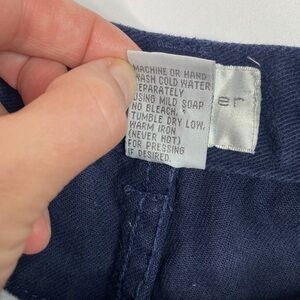 MACHINE OR HAND
WASH COLD WATER
SEPARATELY
USING MILD SOAP
NO BLEACH.
TUMBLE DRY LOW.
WARM IRON
(NEVER HOT)
FOR PRESSING
IF DESIRED.
er